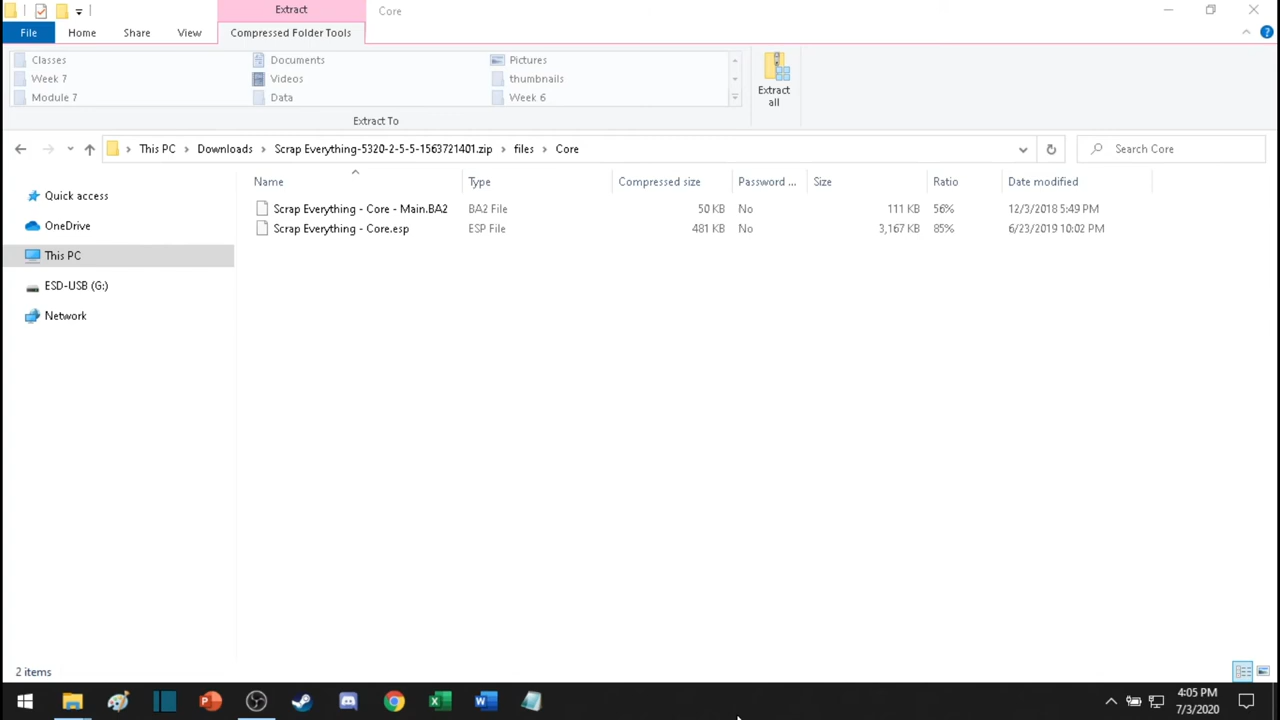 Extract
Core
File
Home
Share
View
Compressed Folder Tools
Classes
Documents
Pictures
Week 7
Videos
thumbnails
Module 7
Data
Week 6
Extract
all
Extract To
This PC
Downloads
Scrap Everything-5320-2-5-5-1563721401.zip
files
Core
Search Core
Name
Type
Compressed size
Password ...
Size
Ratio
Date modified
Scrap Everything - Core - Main.BA2
BA2 File
50 KB
No
111 KB
56%
12/3/2018 5:49 PM
Scrap Everything - Core.esp
ESP File
481 KB
No
3,167 KB
85%
6/23/2019 10:02 PM
Quick access
OneDrive
This PC
ESD-USB (G:)
Network
2 items
4:05 PM
7/3/2020